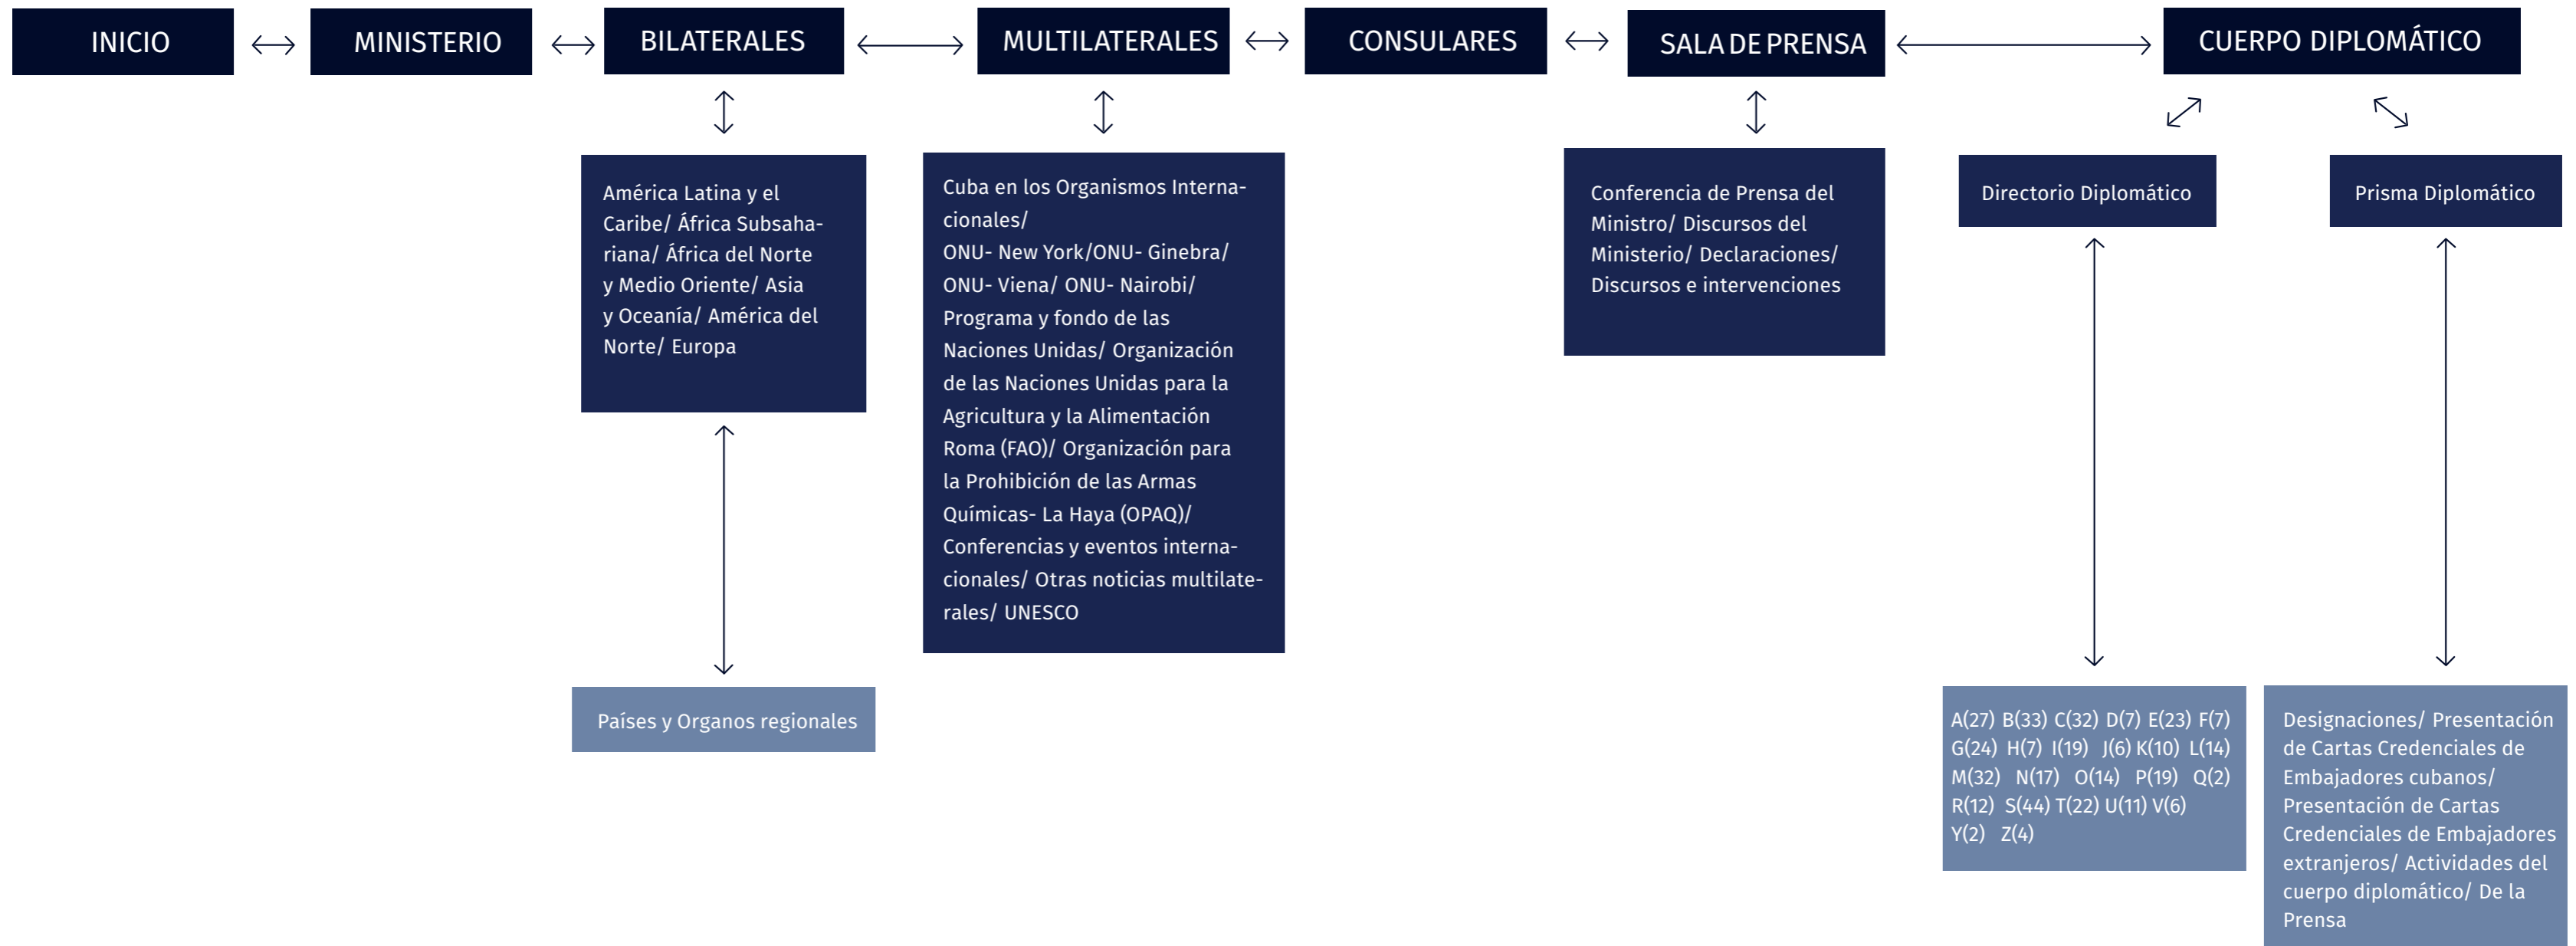 INICIO
MINISTERIO
BILATERALES
MULTILATERALES
CONSULARES
SALA DE PRENSA
CUERPO DIPLOMÁTICO
América Latina y el
Caribe/ África Subsaha-
riana/ África del Norte
y Medio Oriente/ Asia
y Oceanía/ América del
Norte/ Europa
Cuba en los Organismos Interna-
cionales/
ONU- New York/ONU- Ginebra/
ONU- Viena/ ONU- Nairobi/
Programa y fondo de las
Naciones Unidas/ Organización
de las Naciones Unidas para la
Agricultura y la Alimentación
Roma (FAO)/ Organización para
la Prohibición de las Armas
Químicas- La Haya (OPAQ)/
Conferencias y eventos interna-
cionales/ Otras noticias multilate-
rales/ UNESCO
Conferencia de Prensa del
Ministro/ Discursos del
Ministerio/ Declaraciones/
Discursos e intervenciones
Directorio Diplomático
Prisma Diplomático
Países y Organos regionales
A(27) B(33) C(32) D(7) E(23) F(7)
G(24) H(7) I(19) J(6) K(10) L(14)
M(32) N(17) O(14) P(19) Q(2)
R(12) S(44) T(22) U(11) V(6)
Y(2) Z(4)
Designaciones/ Presentación
de Cartas Credenciales de
Embajadores cubanos/
Presentación de Cartas
Credenciales de Embajadores
extranjeros/ Actividades del
cuerpo diplomático/ De la
Prensa